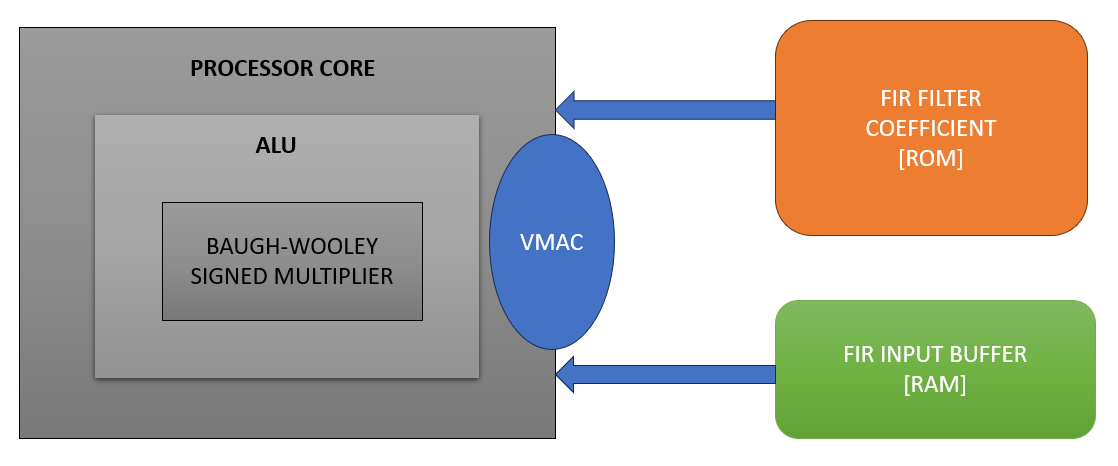 PROCESSOR CORE
ALU
BAUGH-WOOLEY
SIGNED MULTIPLIER
VMAC
FIR FILTER
COEFFICIENT
[ROM]
FIR INPUT BUFFER
[RAM]